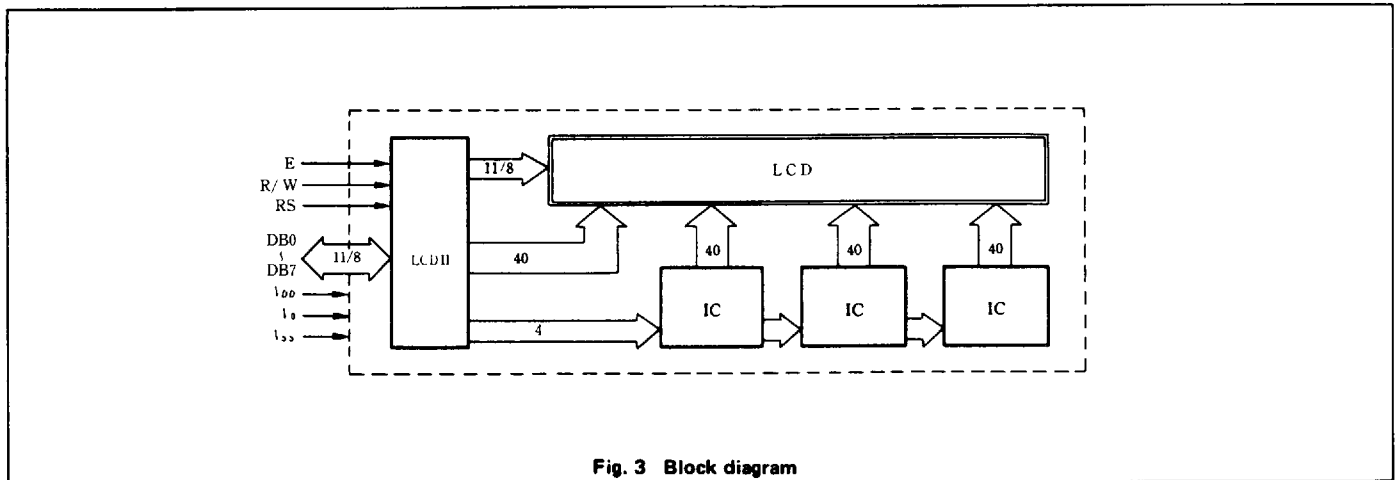 E
R/W
RS
DB0
~
DB7
11/8
LCDII
11/8
LCD
40
40
40
40
4
IC
IC
IC
Fig. 3 Block diagram